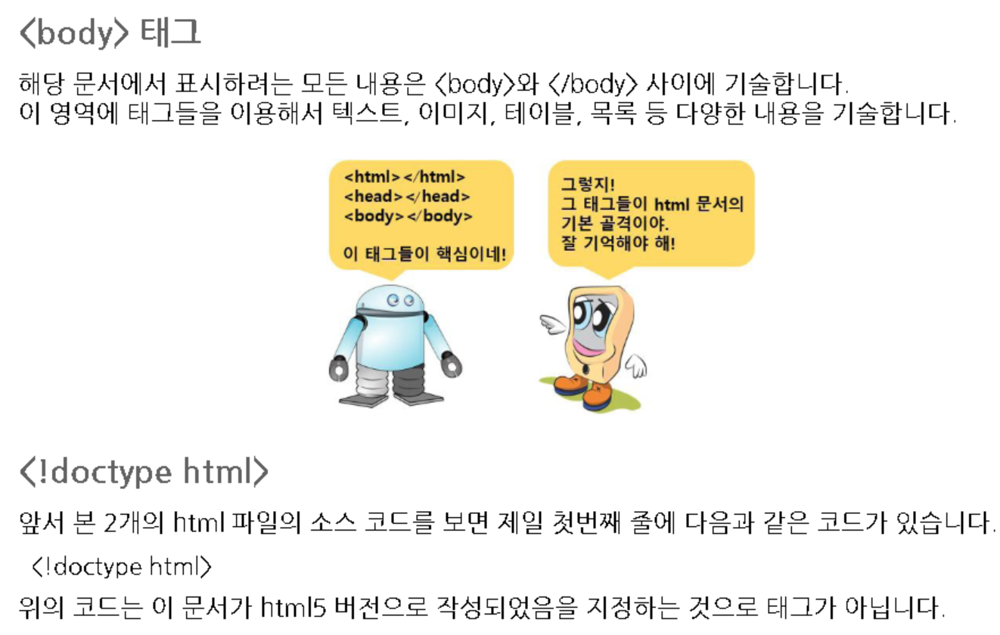 <body> 태그
해당 문서에서 표시하려는 모든 내용은 <body>와 </body> 사이에 기술합니다.
이 영역에 태그들을 이용해서 텍스트, 이미지, 테이블, 목록 등 다양한 내용을 기술합니다.
<html></html>
<head></head>
<body></body>
이 태그들이 핵심이네!
그렇지!
그 태그들이 html 문서의
기본 골격이야.
잘 기억해야 해!
<!doctype html>
앞서 본 2개의 html 파일의 소스 코드를 보면 제일 첫번째 줄에 다음과 같은 코드가 있습니다.
<!doctype html>
위의 코드는 이 문서가 html5 버전으로 작성되었음을 지정하는 것으로 태그가 아닙니다.